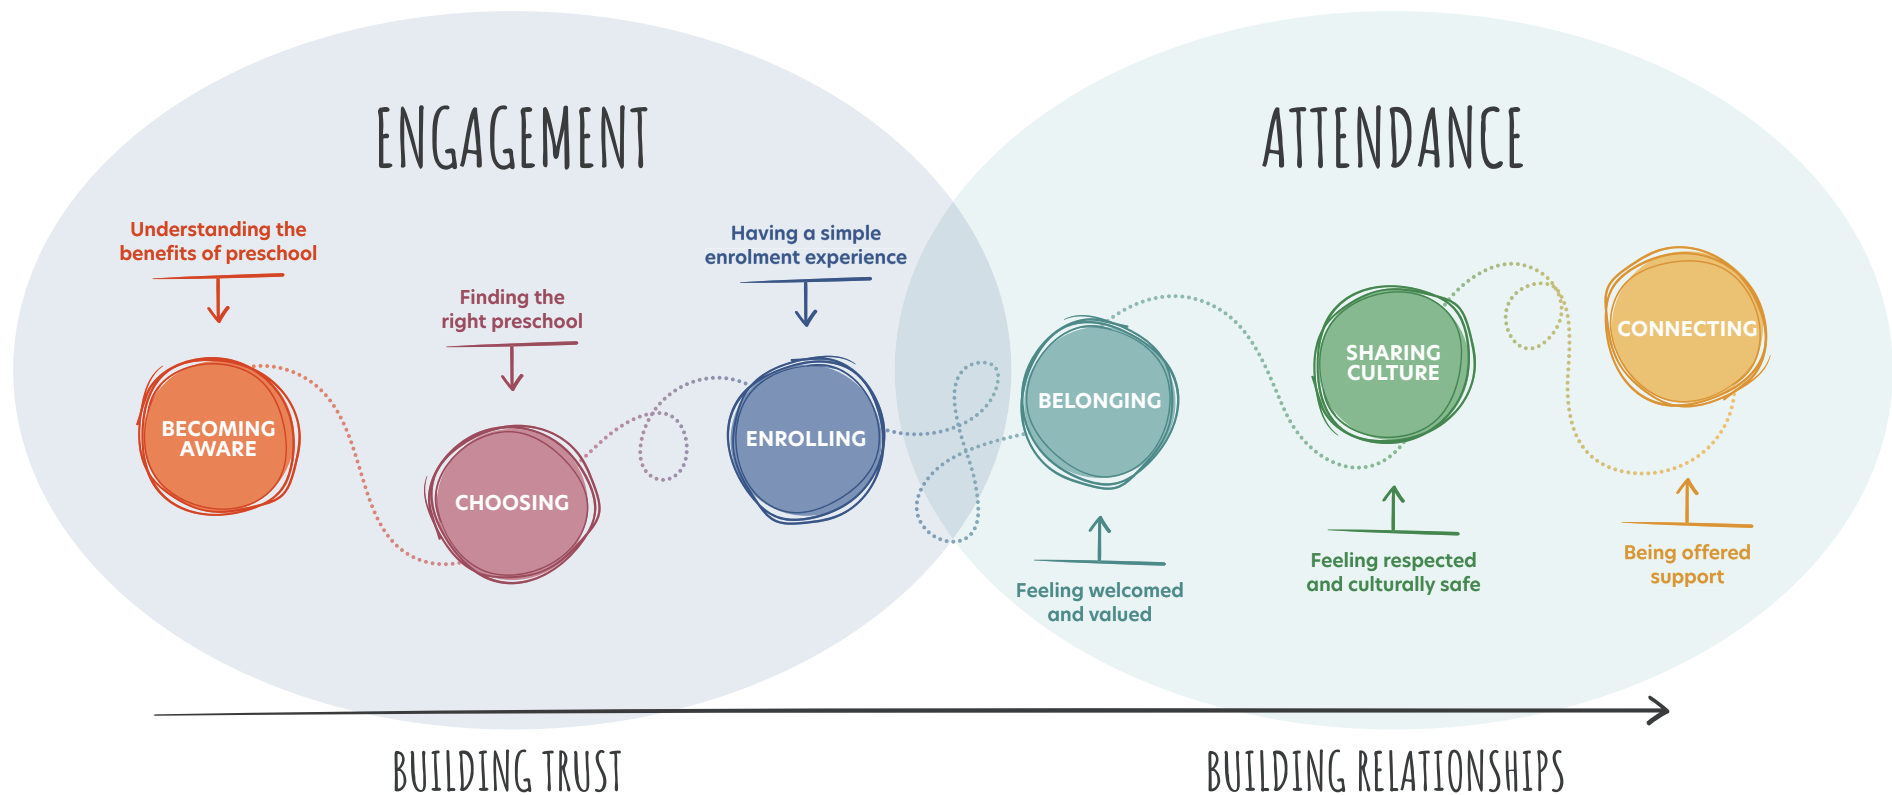 ENGAGEMENT
ATTENDANCE
Understanding the
benefits of preschool
BECOMING
AWARE
Finding the
right preschool
CHOOSING
Having a simple
enrolment experience
ENROLLING
BELONGING
Feeling welcomed
and valued
SHARING
CULTURE
Feeling respected
and culturally safe
CONNECTING
Being offered
support
BUILDING TRUST
BUILDING RELATIONSHIPS